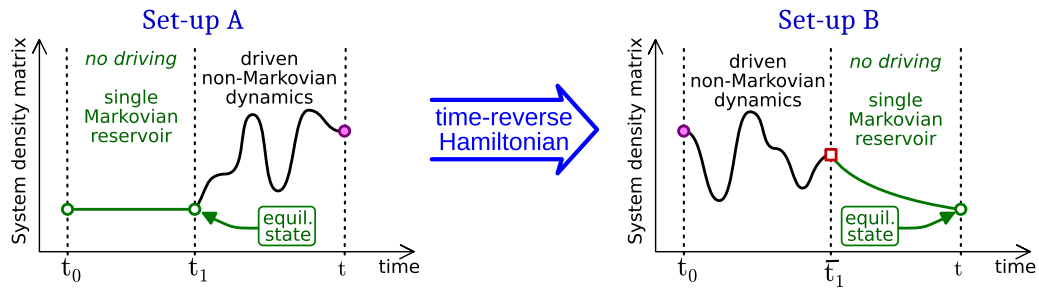 Set-up A
System density matrix
no driving
single
Markovian
reservoir
driven
non-Markovian
dynamics
equil.
state
t0
t1
t
time
time-reverse
Hamiltonian
Set-up B
System density matrix
driven
non-Markovian
dynamics
no driving
single
Markovian
reservoir
equil.
state
t0
t̄1
t
time